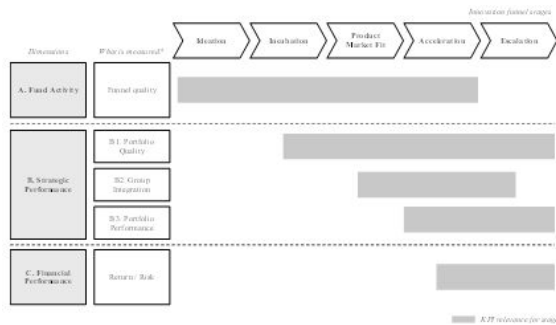 Innovation funnel stages
Dimensions
What is measured?
Ideation
Incubation
Product
Market Fit
Acceleration
Escalation
A. Fund Activity
Funnel quality
B. Strategic
Performance
B1. Portfolio
Quality
B2. Group
Integration
B3. Portfolio
Performance
C. Financial
Performance
Return / Risk
KPI relevance for stage